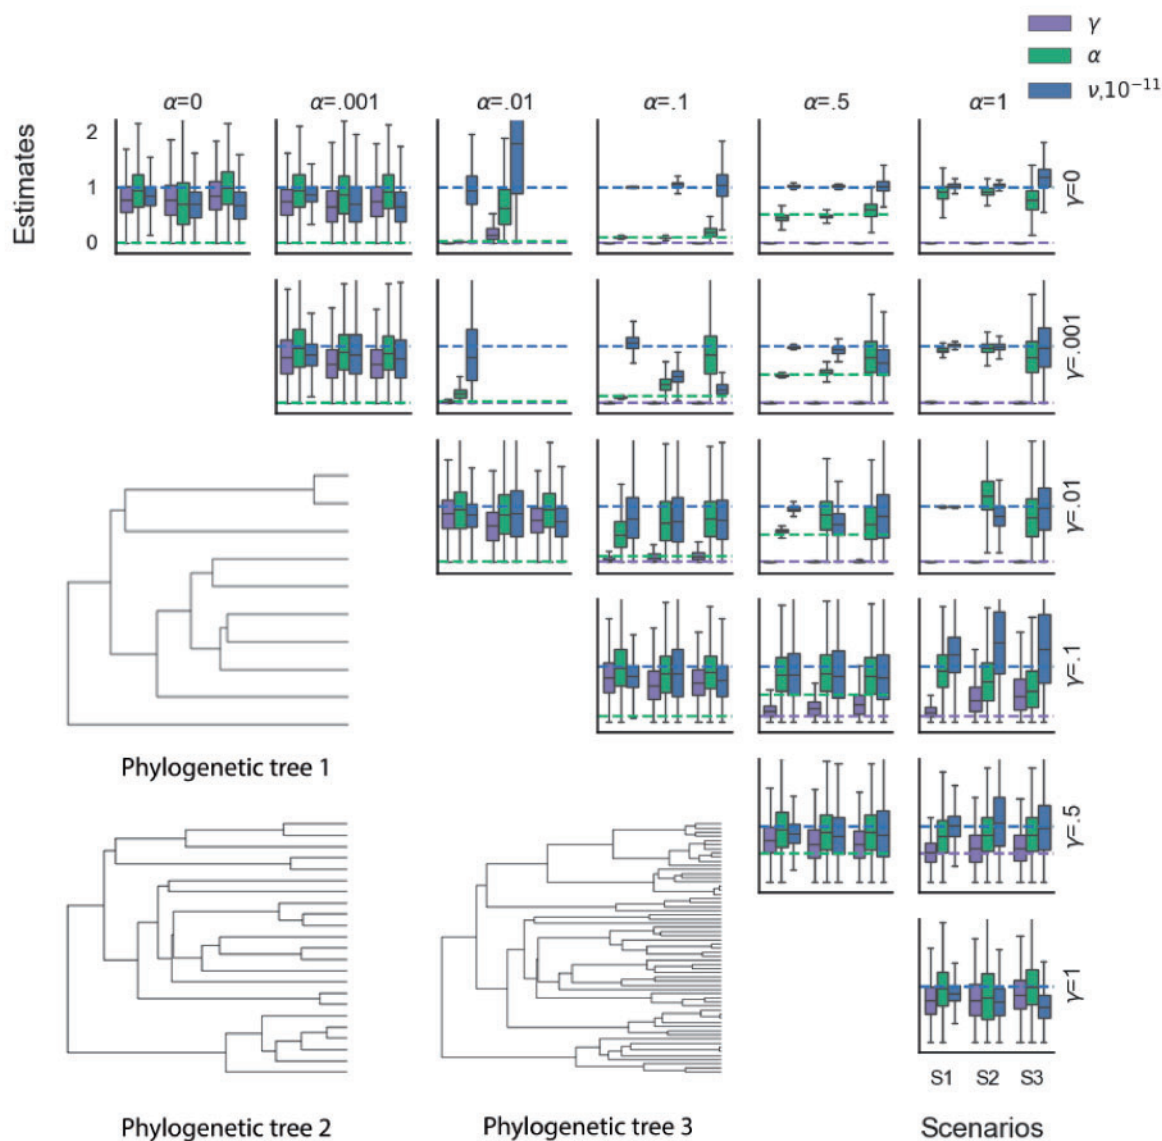 γ
α
ν,10⁻¹¹
α=0 α=.001 α=.01 α=.1 α=.5 α=1
Estimates
2
1
0
γ=0
γ=.001
γ=.01
γ=.1
Phylogenetic tree 1
γ=.5
γ=1
S1 S2 S3
Phylogenetic tree 2 Phylogenetic tree 3 Scenarios